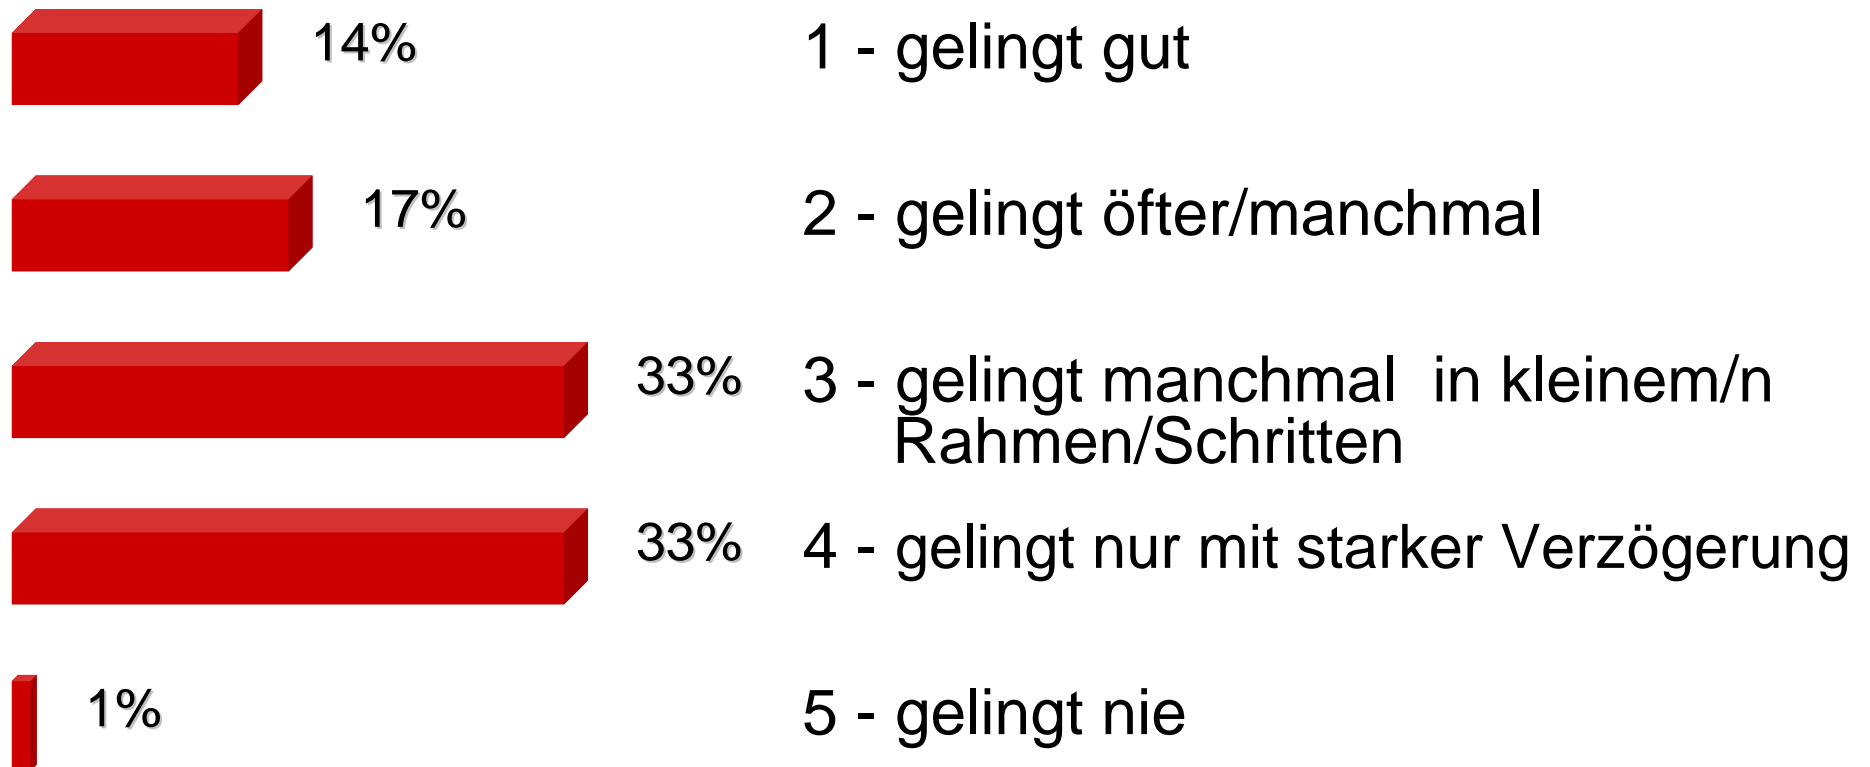 14% 1 - gelingt gut
17% 2 - gelingt öfter/manchmal
33% 3 - gelingt manchmal  in kleinem/n
Rahmen/Schritten
33% 4 - gelingt nur mit starker Verzögerung
1% 5 - gelingt nie